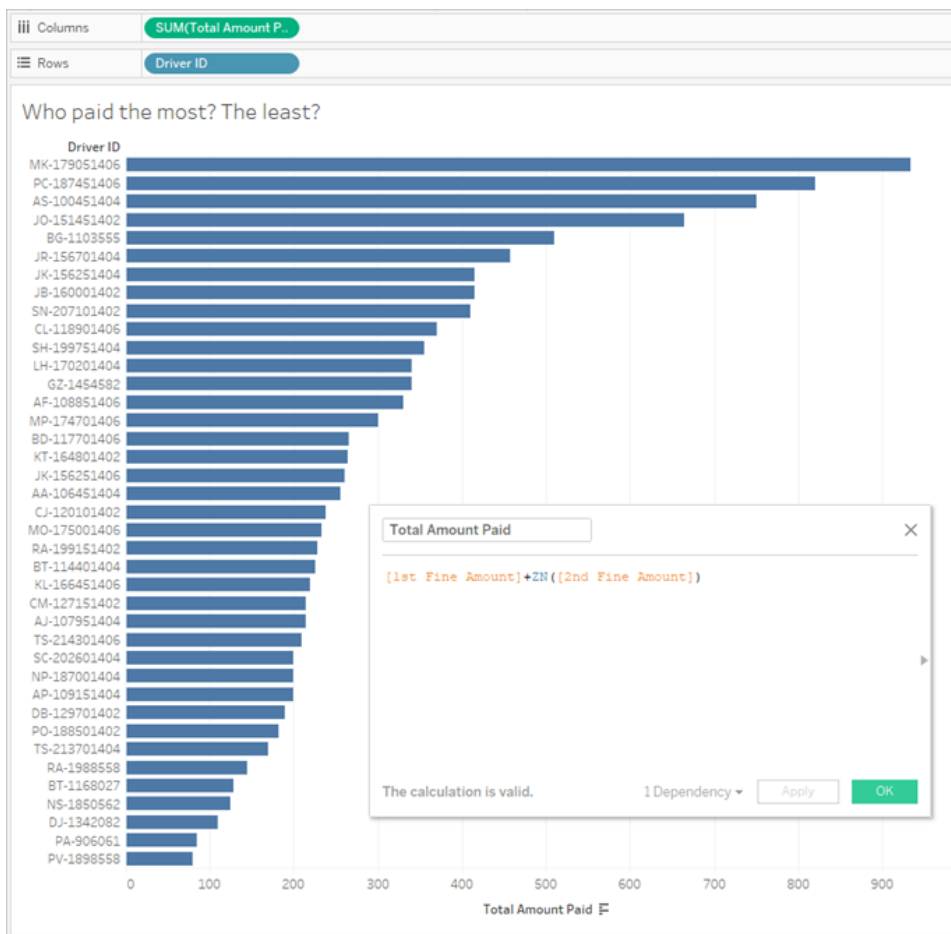 Columns SUM(Total Amount P..
Rows Driver ID
Who paid the most? The least?
Driver ID
MK-179051406
PC-187451406
AS-100451404
JO-151451402
BG-1103555
JR-156701404
JK-156251404
JB-160001402
SN-207101402
CL-118901406
SH-199751404
LH-170201404
GZ-1454582
AF-108851406
MP-174701406
BD-117701406
KT-164801402
JK-156251406
AA-106451404
CJ-120101402
MO-175001406
RA-199151402
BT-114401404
KL-166451406
CM-127151402
AJ-107951404
TS-214301406
SC-202601404
NP-187001404
AP-109151404
DB-129701402
PO-188501402
TS-213701404
RA-1988558
BT-1168027
NS-1850562
DJ-1342082
PA-906061
PV-1898558
Total Amount Paid
[1st Fine Amount]+ZN([2nd Fine Amount])
The calculation is valid. 1 Dependency Apply OK
0 100 200 300 400 500 600 700 800 900
Total Amount Paid